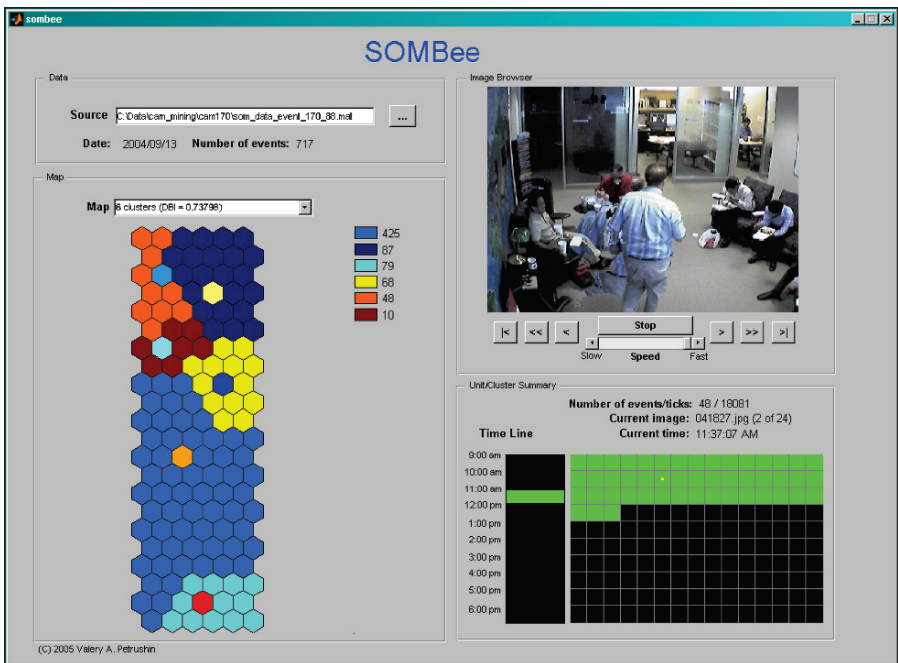 sombee
SOMBee
Data
Source C:\Data\cam_mining\cam170\som_data_event_170_88.mat ...
Date: 2004/09/13 Number of events: 717
Map
Map 6 clusters (DBI = 0.73798)
425
87
79
68
48
10
(C) 2005 Valery A. Petrushin
Image Browser
|< << < Stop > >> >|
Slow Speed Fast
Unit/Cluster Summary
Number of events/ticks: 48 / 18081
Current image: 041827.jpg (2 of 24)
Current time: 11:37:07 AM
Time Line
9:00 am
10:00 am
11:00 am
12:00 pm
1:00 pm
2:00 pm
3:00 pm
4:00 pm
5:00 pm
6:00 pm